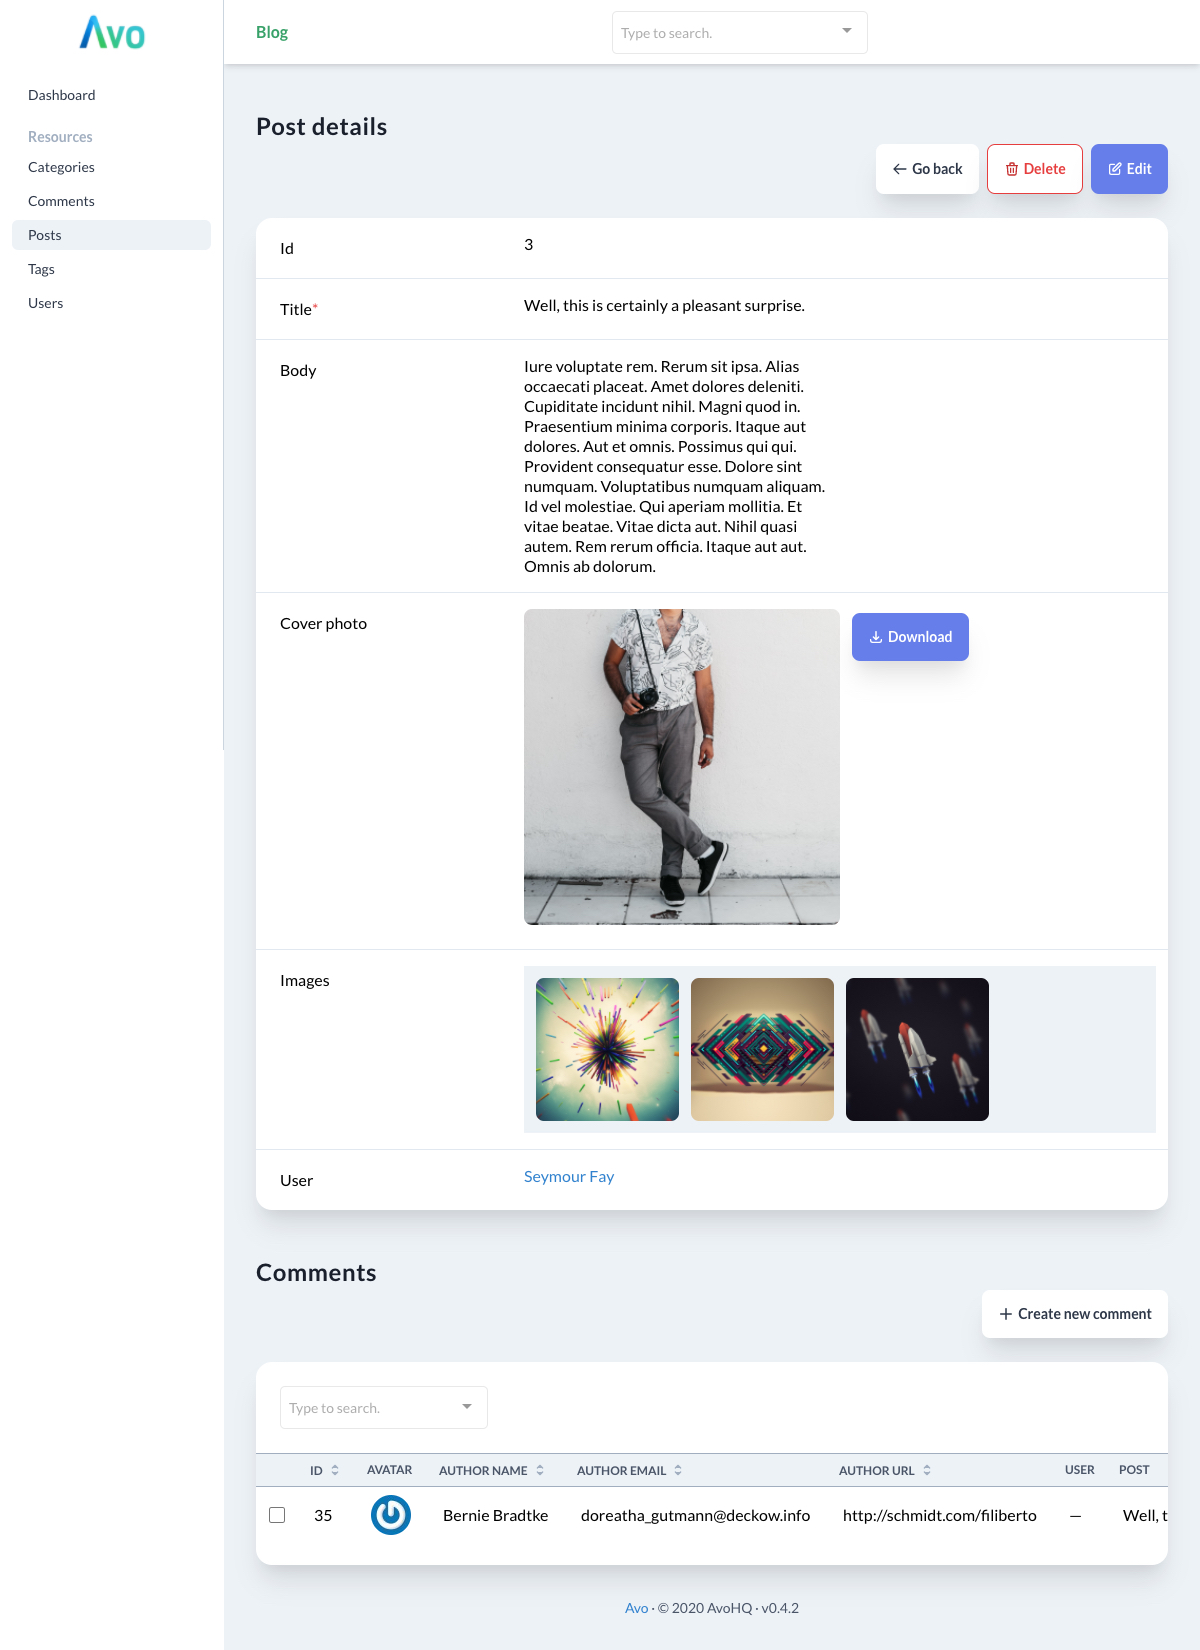 Avo
Blog
Type to search.
Dashboard
Resources
Categories
Comments
Posts
Tags
Users
Post details
Go back
Delete
Edit
Id
3
Title*
Well, this is certainly a pleasant surprise.
Body
Iure voluptate rem. Rerum sit ipsa. Alias
occaecati placeat. Amet dolores deleniti.
Cupiditate incidunt nihil. Magni quod in.
Praesentium minima corporis. Itaque aut
dolores. Aut et omnis. Possimus qui qui.
Provident consequatur esse. Dolore sint
numquam. Voluptatibus numquam aliquam.
Id vel molestiae. Qui aperiam mollitia. Et
vitae beatae. Vitae dicta aut. Nihil quasi
autem. Rem rerum officia. Itaque aut aut.
Omnis ab dolorum.
Cover photo
Download
Images
User
Seymour Fay
Comments
Create new comment
Type to search.
ID AVATAR AUTHOR NAME AUTHOR EMAIL AUTHOR URL USER POST
35 Bernie Bradtke doreatha_gutmann@deckow.info http://schmidt.com/filiberto — Well, t
Avo · © 2020 AvoHQ · v0.4.2